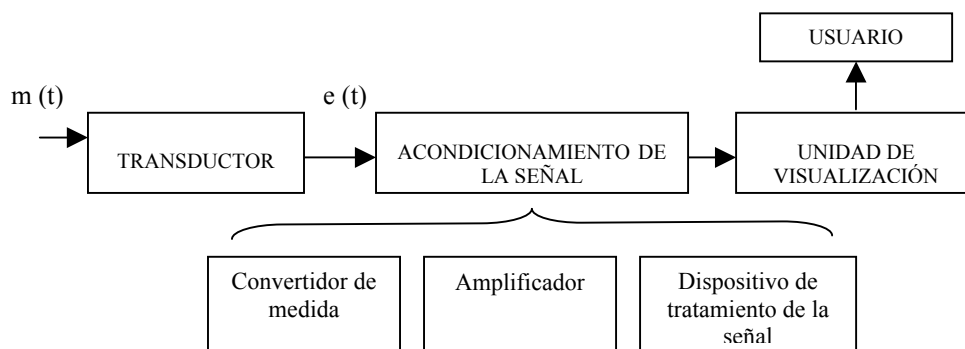 USUARIO
m (t)
e (t)
TRANSDUCTOR
ACONDICIONAMIENTO DE
LA SEÑAL
UNIDAD DE
VISUALIZACIÓN
Convertidor de
medida
Amplificador
Dispositivo de
tratamiento de la
señal